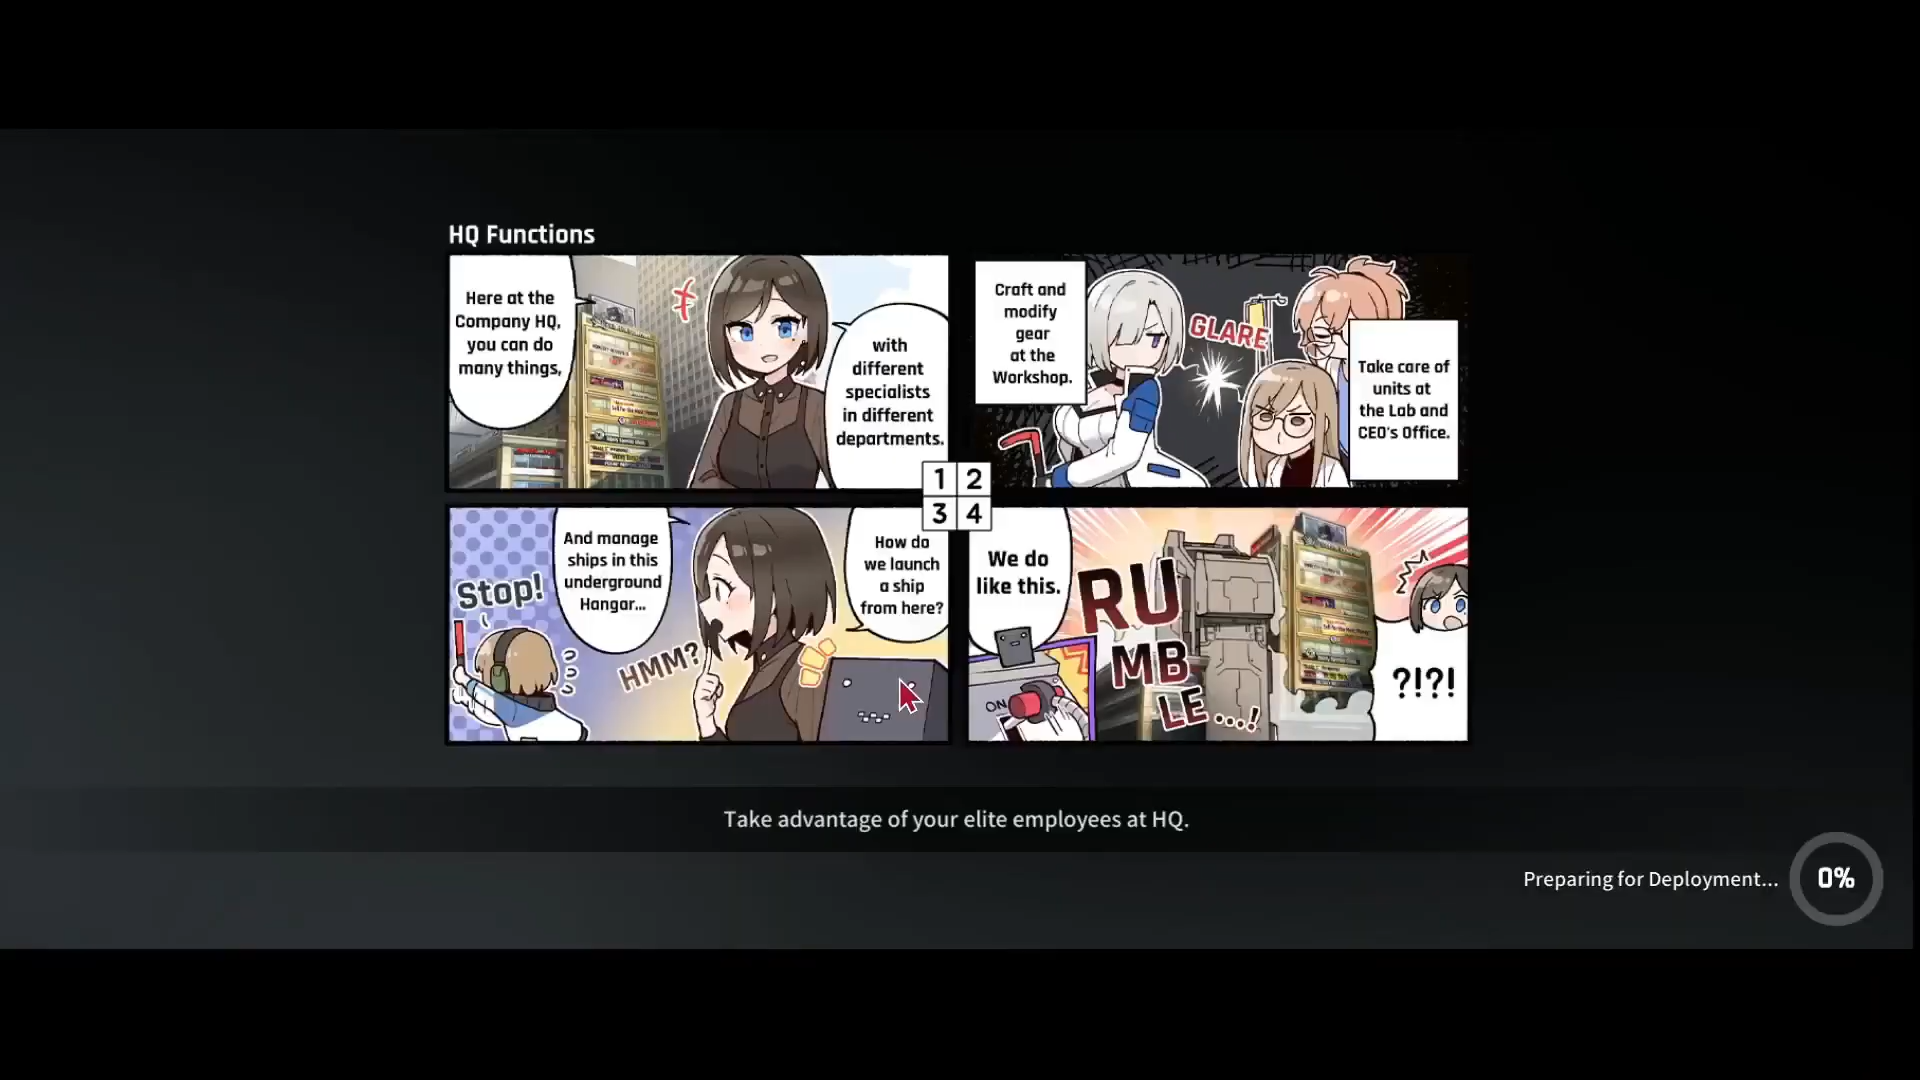 HQ Functions
Here at the
Company HQ,
you can do
many things,
with
different
specialists
in different
departments.
Craft and
modify
gear
at the
Workshop.
GLARE
Take care of
units at
the Lab and
CEO's Office.
1 2
3 4
Stop!
And manage
ships in this
underground
Hangar...
HMM?
How do
we launch
a ship
from here?
We do
like this.
ON
RU
MB
LE...!
?!?!
Take advantage of your elite employees at HQ.
Preparing for Deployment...
0%